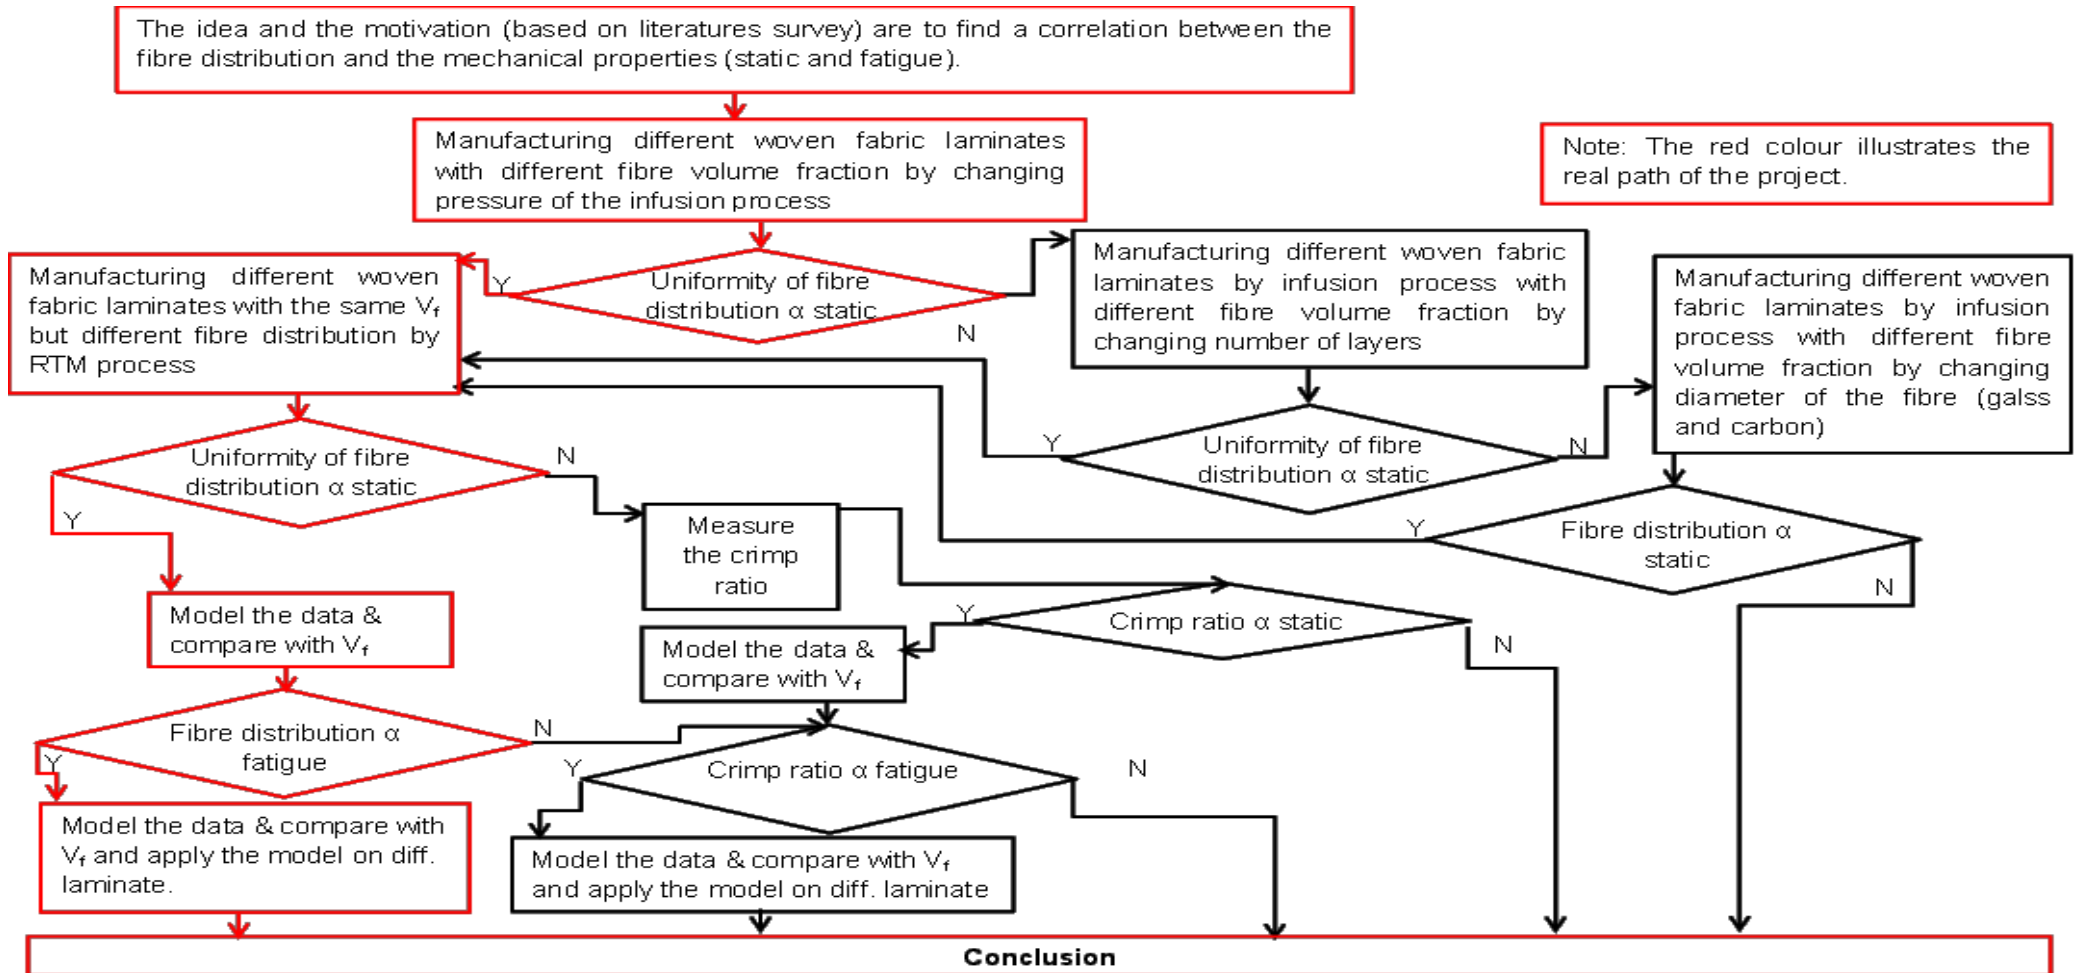 The idea and the motivation (based on literatures survey) are to find a correlation between the
fibre distribution and the mechanical properties (static and fatigue).
Manufacturing different woven fabric laminates
with different fibre volume fraction by changing
pressure of the infusion process
Note: The red colour illustrates the
real path of the project.
Manufacturing different woven
fabric laminates with the same Vf
but different fibre distribution by
RTM process
Y
Uniformity of fibre
distribution α static
N
Manufacturing different woven fabric
laminates by infusion process with
different fibre volume fraction by
changing number of layers
Manufacturing different woven
fabric laminates by infusion
process with different fibre
volume fraction by changing
diameter of the fibre (galss
and carbon)
Y
Uniformity of fibre
distribution α static
N
Uniformity of fibre
distribution α static
N
Y
Measure
the crimp
ratio
Y
Fibre distribution α
static
N
Model the data &
compare with Vf
Y
Crimp ratio α static
N
Model the data &
compare with Vf
Fibre distribution α
fatigue
N
Y
Y
Crimp ratio α fatigue
N
Model the data & compare with
Vf and apply the model on diff.
laminate.
Model the data & compare with Vf
and apply the model on diff. laminate
Conclusion